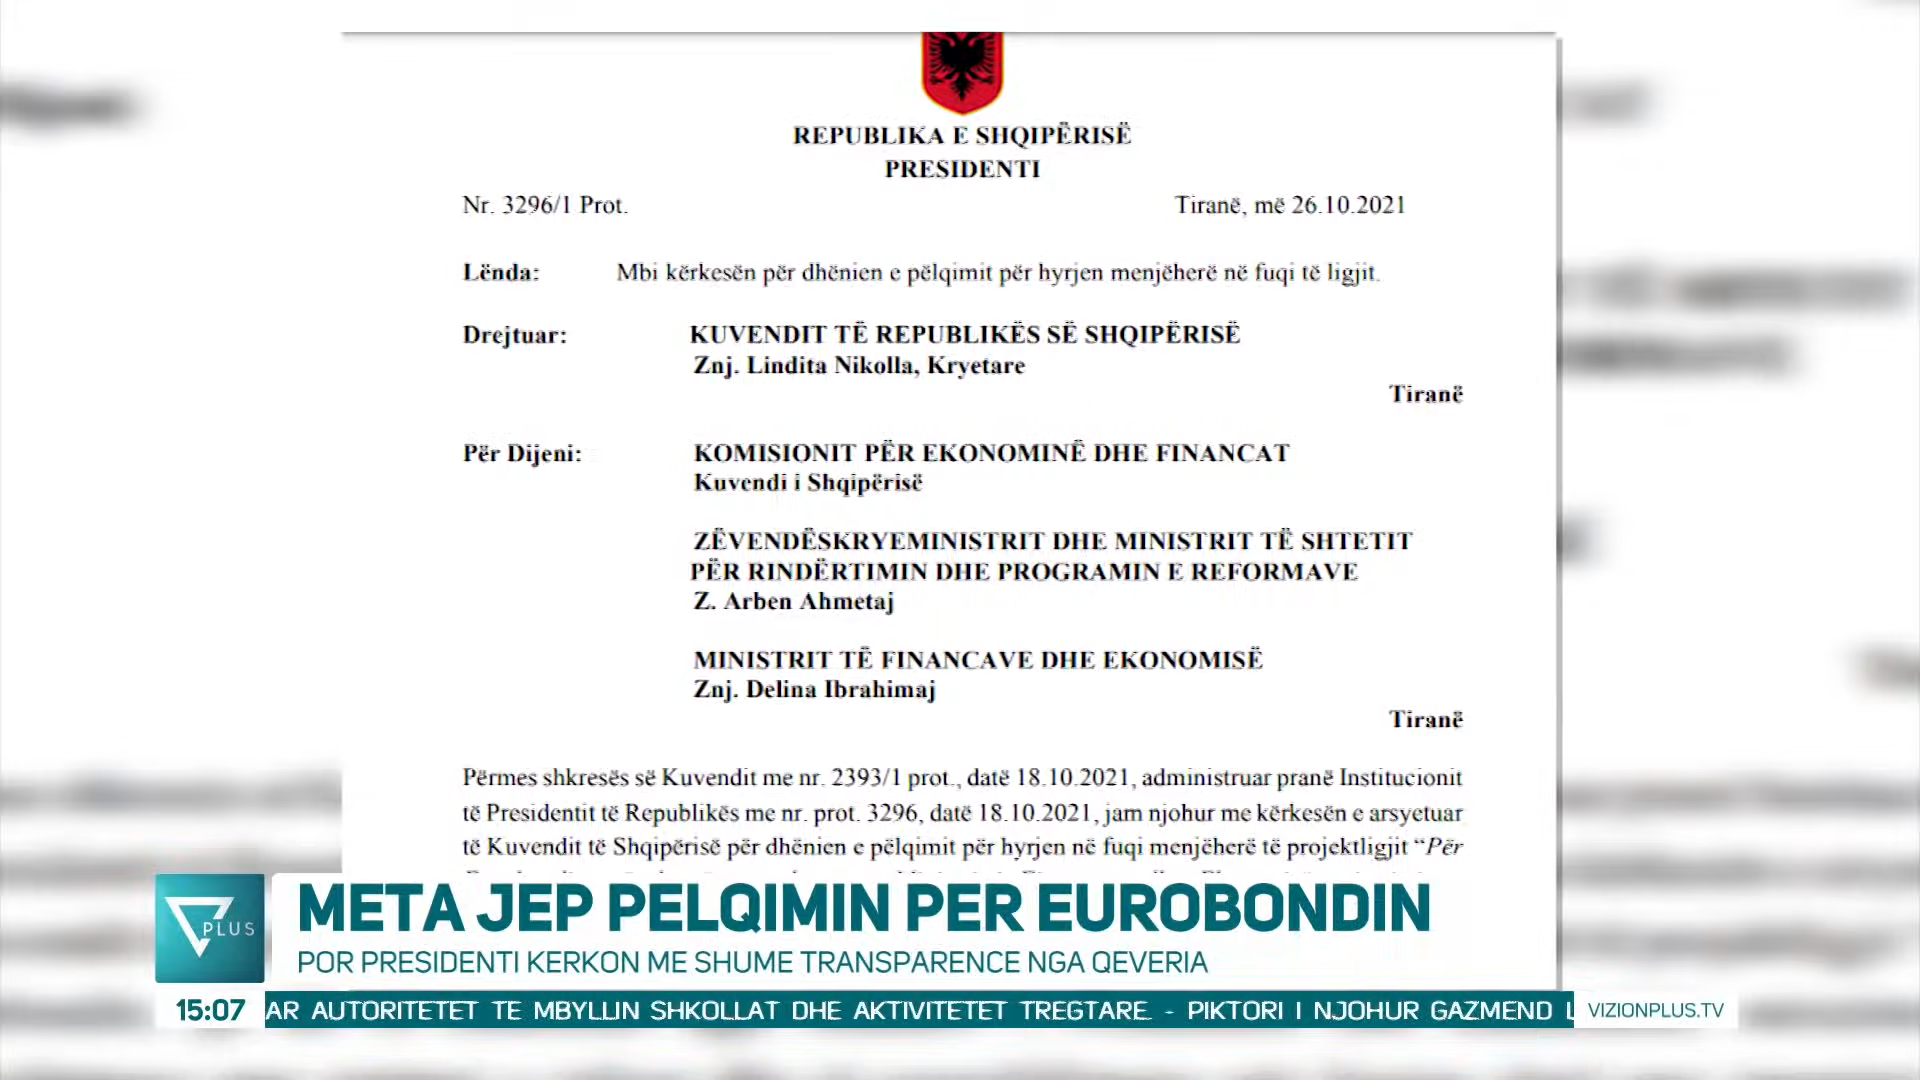 REPUBLIKA E SHQIPËRISË
PRESIDENTI
Nr. 3296/1 Prot.
Tiranë, më 26.10.2021
Lënda: Mbi kërkesën për dhënien e pëlqimit për hyrjen menjëherë në fuqi të ligjit.
Drejtuar: KUVENDIT TË REPUBLIKËS SË SHQIPËRISË
Znj. Lindita Nikolla, Kryetare
Tiranë
Për Dijeni: KOMISIONIT PËR EKONOMINË DHE FINANCAT
Kuvendi i Shqipërisë
ZËVENDËSKRYEMINISTRIT DHE MINISTRIT TË SHTETIT
PËR RINDËRTIMIN DHE PROGRAMIN E REFORMAVE
Z. Arben Ahmetaj
MINISTRIT TË FINANCAVE DHE EKONOMISË
Znj. Delina Ibrahimaj
Tiranë
Përmes shkresës së Kuvendit me nr. 2393/1 prot., datë 18.10.2021, administruar pranë Institucionit
të Presidentit të Republikës me nr. prot. 3296, datë 18.10.2021, jam njohur me kërkesën e arsyetuar
të Kuvendit të Shqipërisë për dhënien e pëlqimit për hyrjen në fuqi menjëherë të projektligjit “Për
PLUS
META JEP PELQIMIN PER EUROBONDIN
POR PRESIDENTI KERKON ME SHUME TRANSPARENCE NGA QEVERIA
15:07
AR AUTORITETET TE MBYLLIN SHKOLLAT DHE AKTIVITETET TREGTARE. - PIKTORI I NJOHUR GAZMEND L
VIZIONPLUS.TV